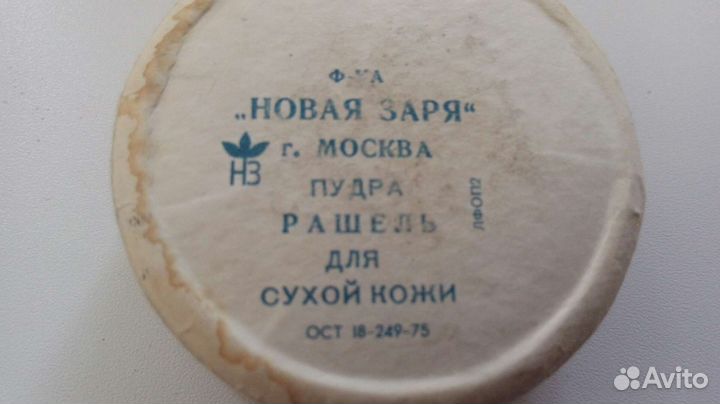 Ф-КА
„НОВАЯ ЗАРЯ“
НЗ
г. МОСКВА
ПУДРА
РАШЕЛЬ
ДЛЯ
СУХОЙ КОЖИ
ОСТ 18-249-75
ЛФОП2
Avito